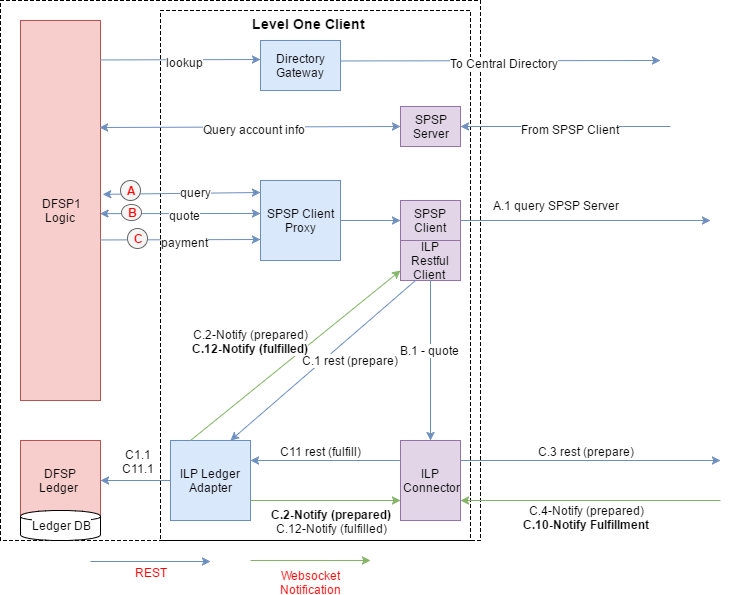 Level One Client
DFSP1
Logic
lookup
Directory
Gateway
To Central Directory
Query account info
SPSP
Server
From SPSP Client
A
query
B
quote
C
payment
SPSP Client
Proxy
SPSP
Client
A.1 query SPSP Server
ILP
Restful
Client
C.2-Notify (prepared)
C.12-Notify (fulfilled)
C.1 rest (prepare)
B.1 - quote
DFSP
Ledger
Ledger DB
C1.1
C11.1
ILP Ledger
Adapter
C11 rest (fulfill)
C.2-Notify (prepared)
C.12-Notify (fulfilled)
ILP
Connector
C.3 rest (prepare)
C.4-Notify (prepared)
C.10-Notify Fulfillment
REST
Websocket
Notification